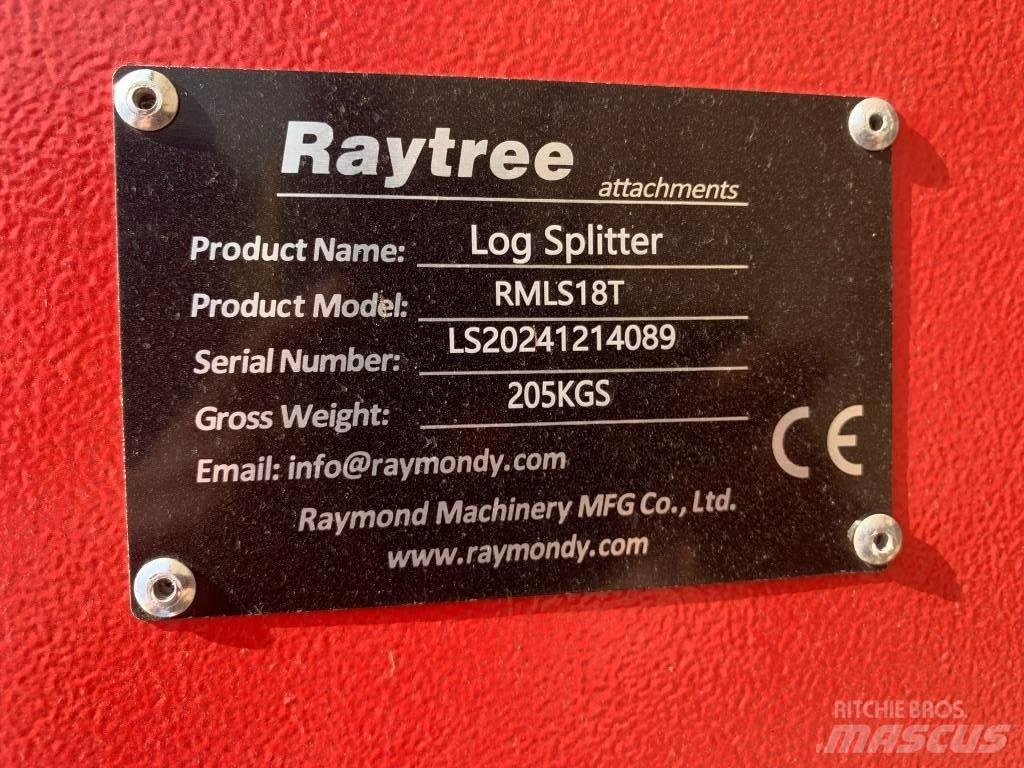 Raytree
attachments
Product Name: Log Splitter
Product Model: RMLS18T
Serial Number: LS20241214089
Gross Weight: 205KGS
Email: info@raymondy.com
CE
Raymond Machinery MFG Co., Ltd.
www.raymondy.com
RITCHIE BROS.
MASCUS